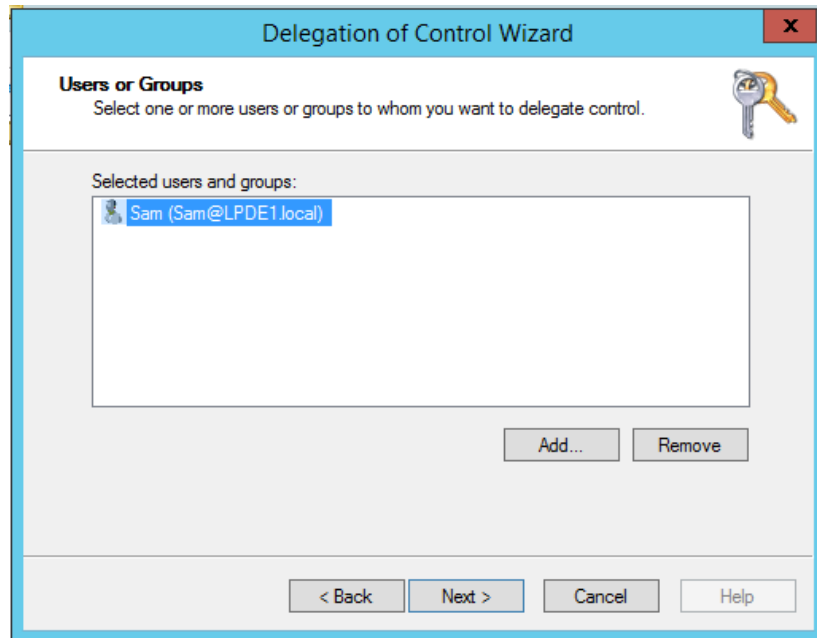 Delegation of Control Wizard
x
Users or Groups
Select one or more users or groups to whom you want to delegate control.
Selected users and groups:
Sam (Sam@LPDE1.local)
Add...
Remove
< Back
Next >
Cancel
Help